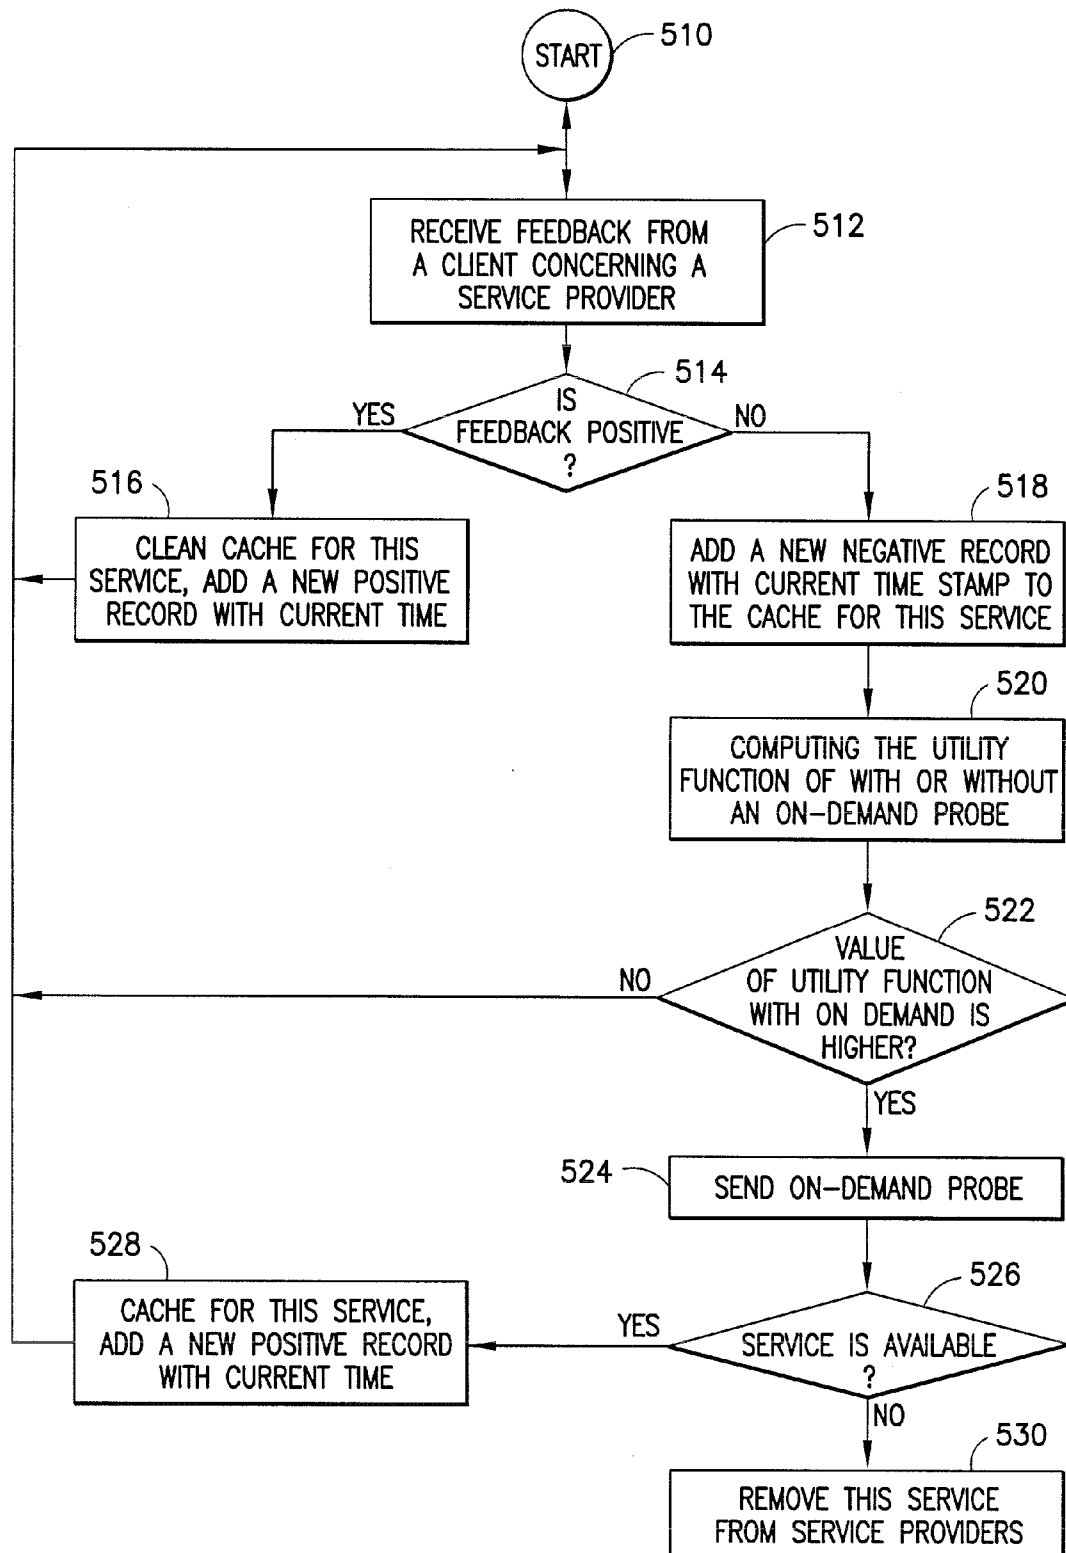 START
510
RECEIVE FEEDBACK FROM
A CLIENT CONCERNING A
SERVICE PROVIDER
512
514
IS
FEEDBACK POSITIVE
?
YES
NO
516
CLEAN CACHE FOR THIS
SERVICE, ADD A NEW POSITIVE
RECORD WITH CURRENT TIME
518
ADD A NEW NEGATIVE RECORD
WITH CURRENT TIME STAMP TO
THE CACHE FOR THIS SERVICE
520
COMPUTING THE UTILITY
FUNCTION OF WITH OR WITHOUT
AN ON-DEMAND PROBE
522
VALUE
OF UTILITY FUNCTION
WITH ON DEMAND IS
HIGHER?
NO
YES
524
SEND ON-DEMAND PROBE
526
SERVICE IS AVAILABLE
?
YES
NO
528
CACHE FOR THIS SERVICE,
ADD A NEW POSITIVE RECORD
WITH CURRENT TIME
530
REMOVE THIS SERVICE
FROM SERVICE PROVIDERS